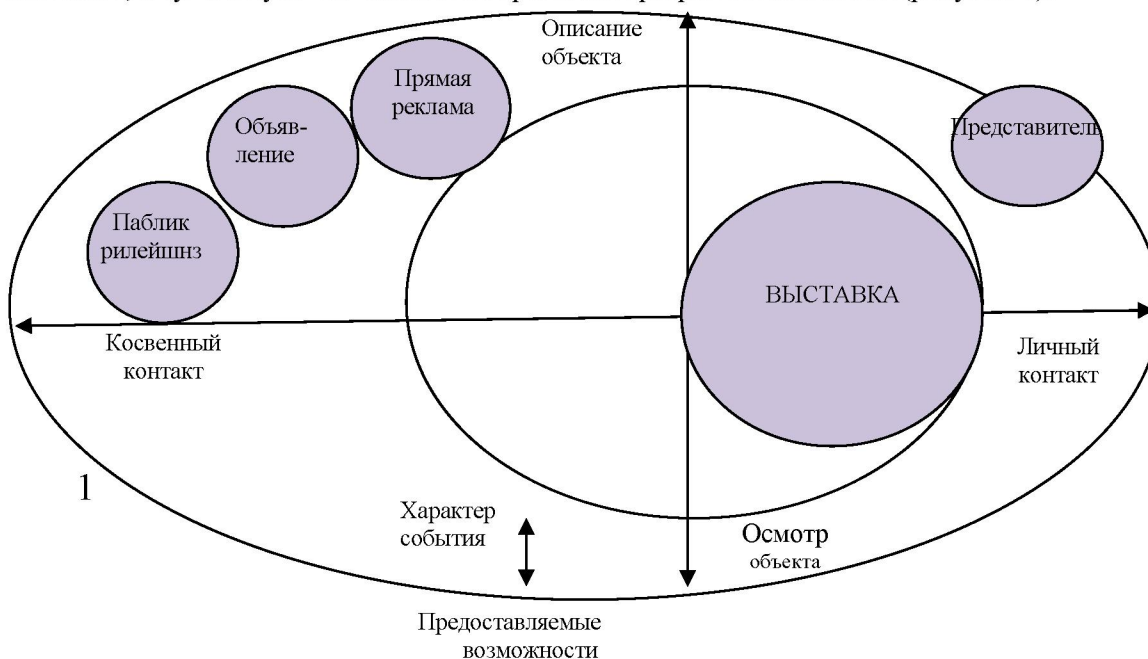 Описание
объекта
Прямая
реклама
Объяв-
ление
Представитель
Паблик
рилейшнз
ВЫСТАВКА
Косвенный
контакт
Личный
контакт
1
Характер
события
Осмотр
объекта
Предоставляемые
возможности